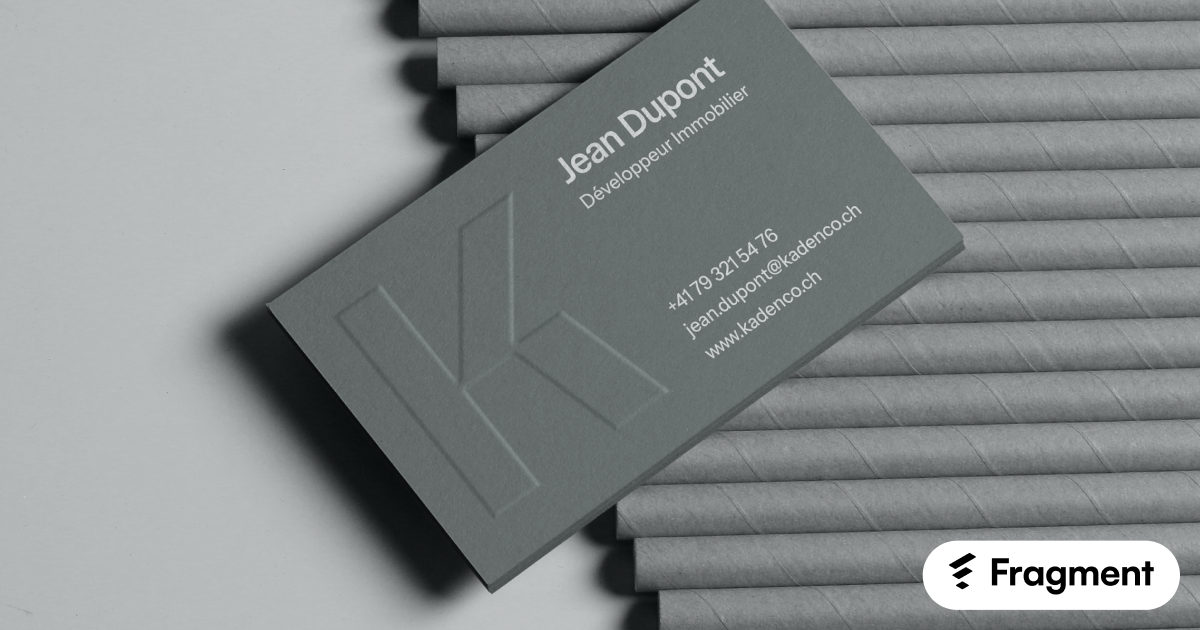 Jean Dupont
Développeur Immobilier
+41 79 321 54 76
jean.dupont@kadenco.ch
www.kadenco.ch
K
Fragment